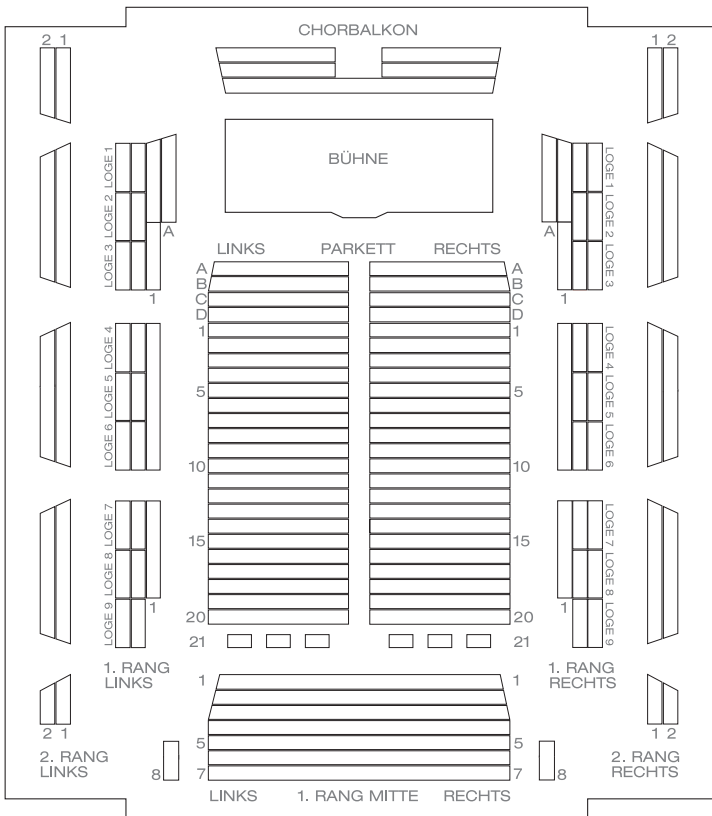 CHORBALKON
2 1
1 2
BÜHNE
LOGE 1
LOGE 2
LOGE 3
A
1
LOGE 1
LOGE 2
LOGE 3
A
1
LINKS PARKETT RECHTS
A A
B B
C C
D D
1 1
5 5
10 10
15 15
20 20
21 21
LOGE 4
LOGE 5
LOGE 6
LOGE 4
LOGE 5
LOGE 6
LOGE 7
LOGE 8
LOGE 9
1
LOGE 7
LOGE 8
LOGE 9
1
1. RANG
LINKS
1. RANG
RECHTS
1 1
5 5
7 7
8 8
2 1
1 2
2. RANG
LINKS
2. RANG
RECHTS
LINKS 1. RANG MITTE RECHTS